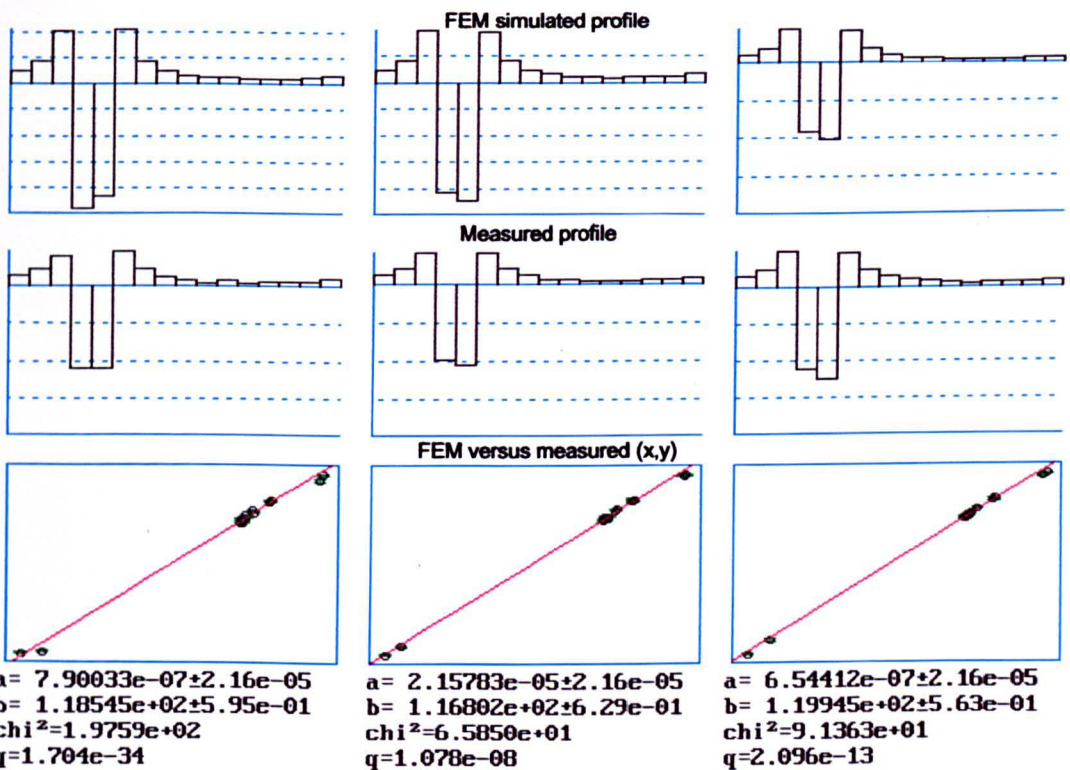 FEM simulated profile
Measured profile
FEM versus measured (x,y)
a= 7.90033e-07±2.16e-05
b= 1.18545e+02±5.95e-01
chi²=1.9759e+02
q=1.704e-34
a= 2.15783e-05±2.16e-05
b= 1.16802e+02±6.29e-01
chi²=6.5850e+01
q=1.078e-08
a= 6.54412e-07±2.16e-05
b= 1.19945e+02±5.63e-01
chi²=9.1363e+01
q=2.096e-13